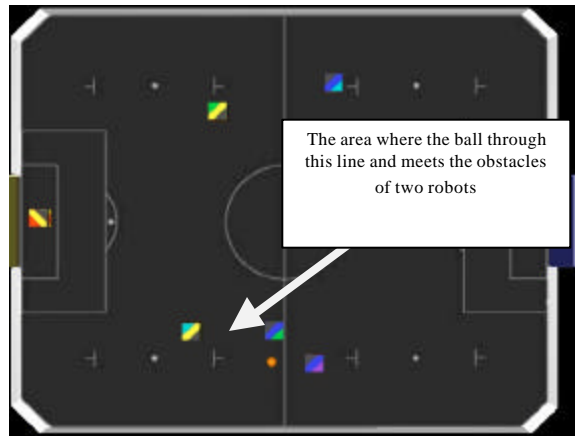 The area where the ball through
this line and meets the obstacles
of two robots